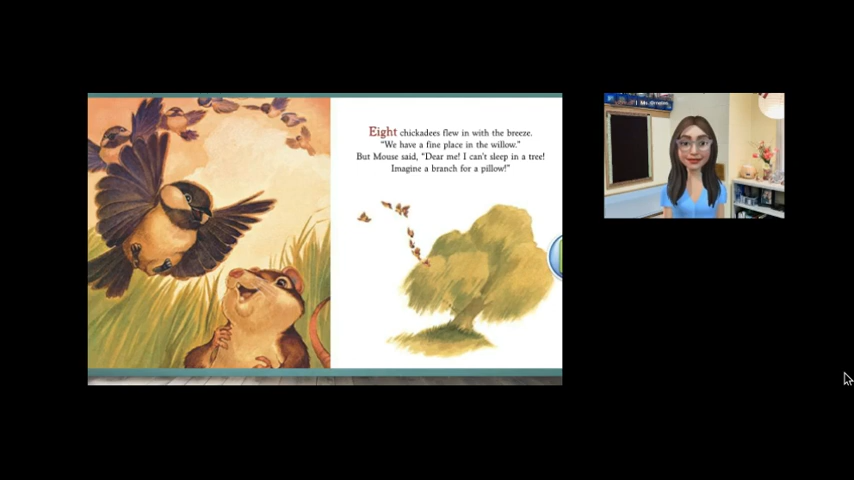 Eight chickadees flew in with the breeze.
“We have a fine place in the willow.”
But Mouse said, “Dear me! I can’t sleep in a tree!
Imagine a branch for a pillow!”